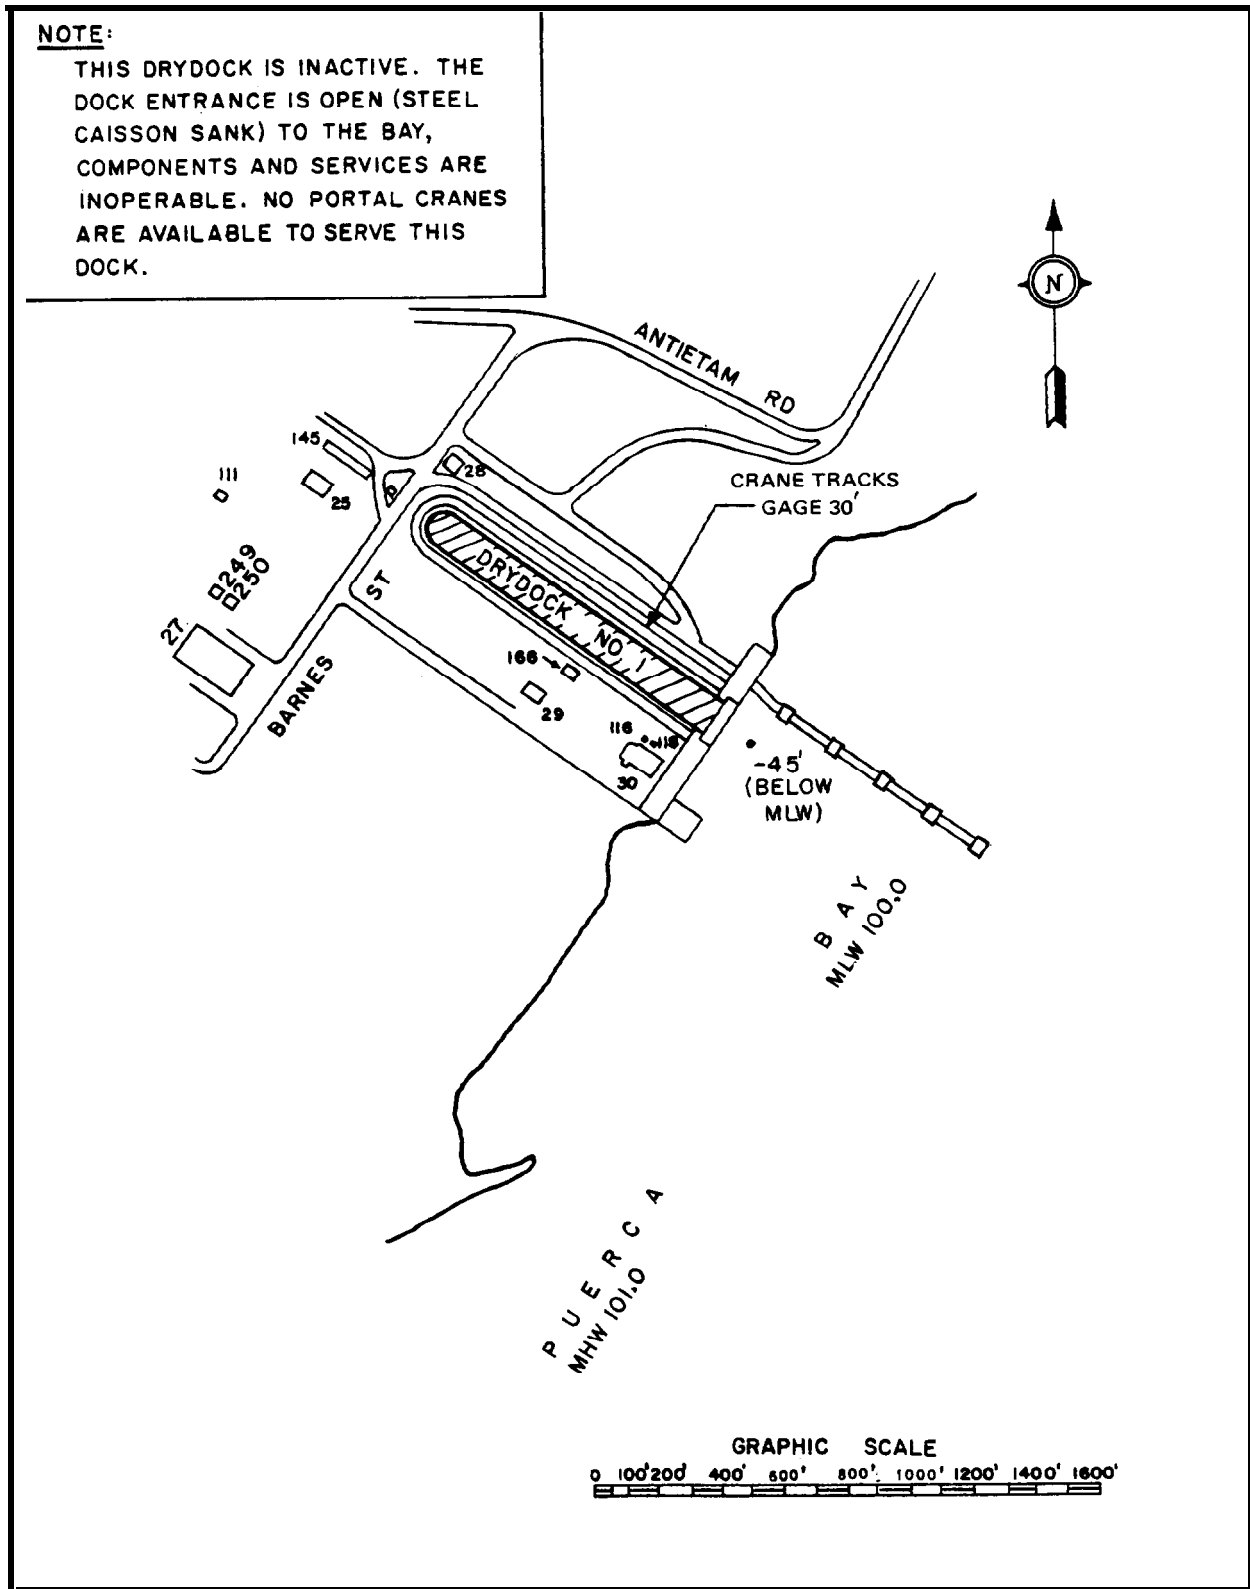 NOTE:
THIS DRYDOCK IS INACTIVE. THE
DOCK ENTRANCE IS OPEN (STEEL
CAISSON SANK) TO THE BAY,
COMPONENTS AND SERVICES ARE
INOPERABLE. NO PORTAL CRANES
ARE AVAILABLE TO SERVE THIS
DOCK.
N
ANTIETAM RD
145
111
25
28
CRANE TRACKS
GAGE 30'
249
250
27
BARNES ST
DRYDOCK NO 1
166
29
116
30
-45'
(BELOW
MLW)
BAY
MLW 100.0
PUERCA
MHW 101.0
GRAPHIC SCALE
0 100' 200' 400' 600' 800' 1000' 1200' 1400' 1600'